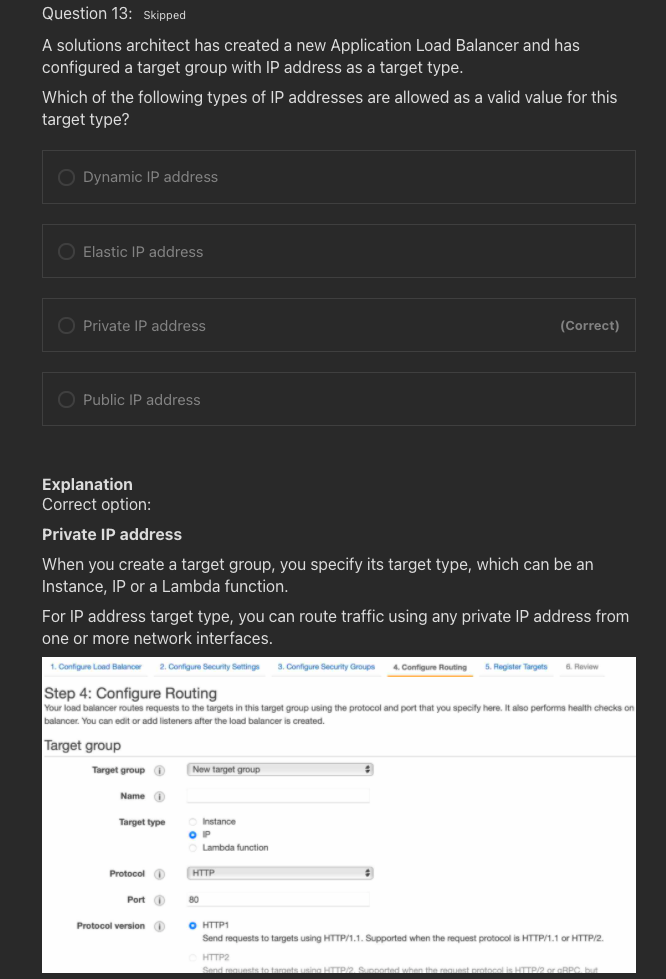 Question 13: Skipped
A solutions architect has created a new Application Load Balancer and has
configured a target group with IP address as a target type.
Which of the following types of IP addresses are allowed as a valid value for this
target type?
Dynamic IP address
Elastic IP address
Private IP address (Correct)
Public IP address
Explanation
Correct option:
Private IP address
When you create a target group, you specify its target type, which can be an
Instance, IP or a Lambda function.
For IP address target type, you can route traffic using any private IP address from
one or more network interfaces.
1. Configure Load Balancer 2. Configure Security Settings 3. Configure Security Groups 4. Configure Routing 5. Register Targets 6. Review
Step 4: Configure Routing
Your load balancer routes requests to the targets in this target group using the protocol and port that you specify here. It also performs health checks on
balancer. You can edit or add listeners after the load balancer is created.
Target group
Target group i New target group
Name i
Target type Instance
IP
Lambda function
Protocol i HTTP
Port i 80
Protocol version i HTTP1
Send requests to targets using HTTP/1.1. Supported when the request protocol is HTTP/1.1 or HTTP/2.
HTTP2
Send requests to targets using HTTP/2. Supported when the request protocol is HTTP/2 or gRPC, but